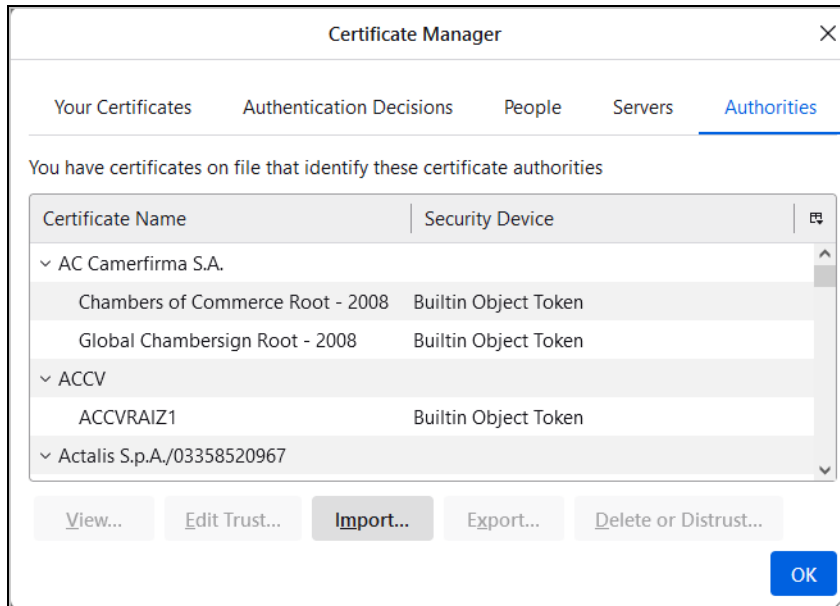 Certificate Manager
Your Certificates Authentication Decisions People Servers Authorities
You have certificates on file that identify these certificate authorities
Certificate Name Security Device
AC Camerfirma S.A.
Chambers of Commerce Root - 2008 Builtin Object Token
Global Chambersign Root - 2008 Builtin Object Token
ACCV
ACCVRAIZ1 Builtin Object Token
Actalis S.p.A./03358520967
View... Edit Trust... Import... Export... Delete or Distrust...
OK